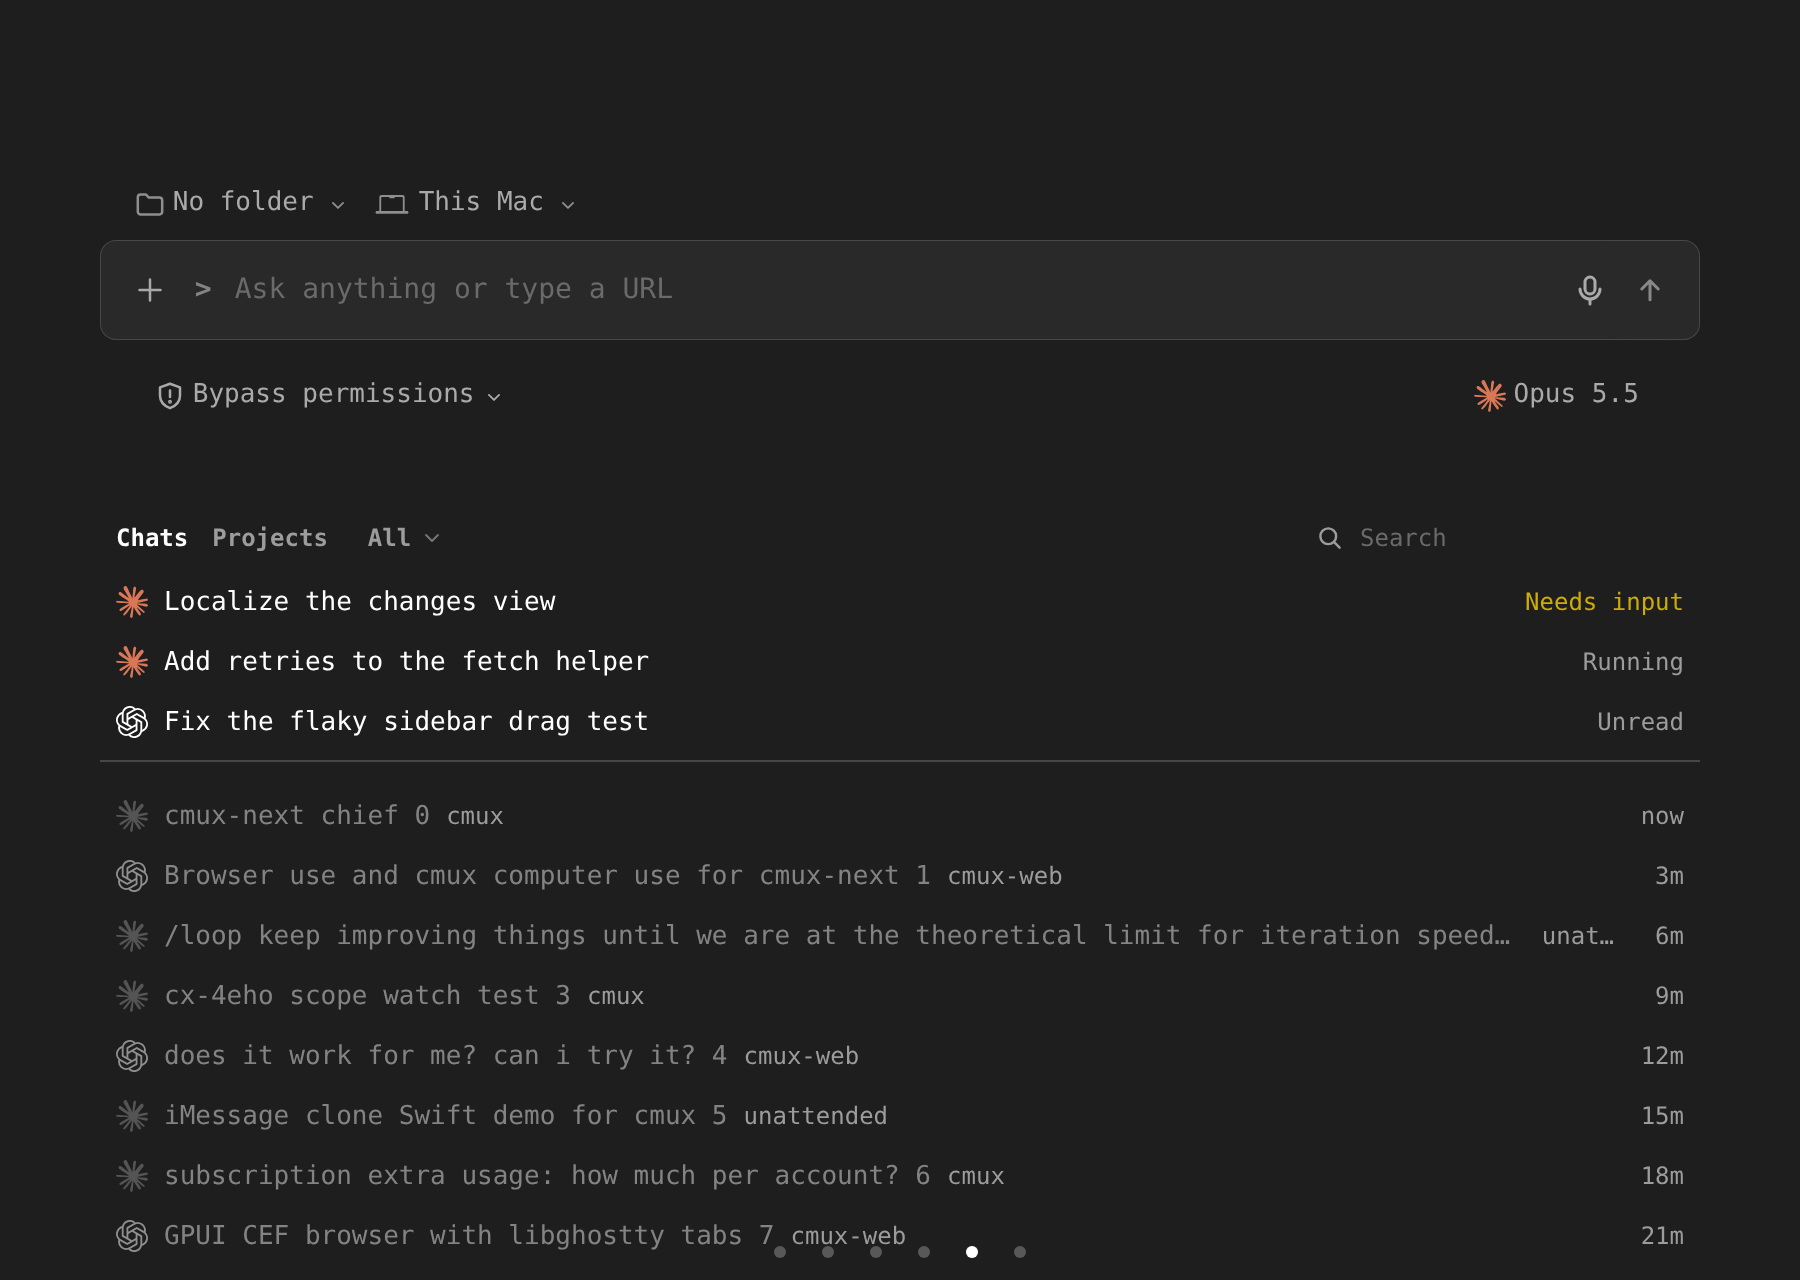 No folder This Mac
> Ask anything or type a URL
Bypass permissions Opus 5.5
Chats Projects All Search
Localize the changes view Needs input
Add retries to the fetch helper Running
Fix the flaky sidebar drag test Unread
cmux-next chief 0 cmux now
Browser use and cmux computer use for cmux-next 1 cmux-web 3m
/loop keep improving things until we are at the theoretical limit for iteration speed… unat… 6m
cx-4eho scope watch test 3 cmux 9m
does it work for me? can i try it? 4 cmux-web 12m
iMessage clone Swift demo for cmux 5 unattended 15m
subscription extra usage: how much per account? 6 cmux 18m
GPUI CEF browser with libghostty tabs 7 cmux-web 21m